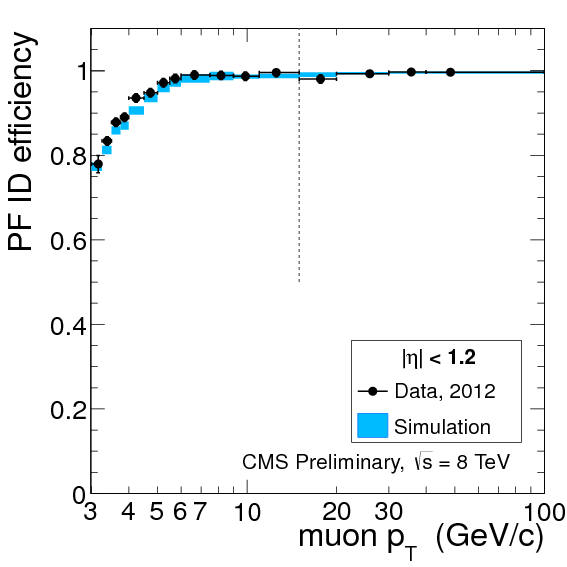 PF ID efficiency
1
0.8
0.6
0.4
0.2
0
|η| < 1.2
Data, 2012
Simulation
CMS Preliminary, √s = 8 TeV
3 4 5 6 7 10 20 30 100
muon p_T (GeV/c)